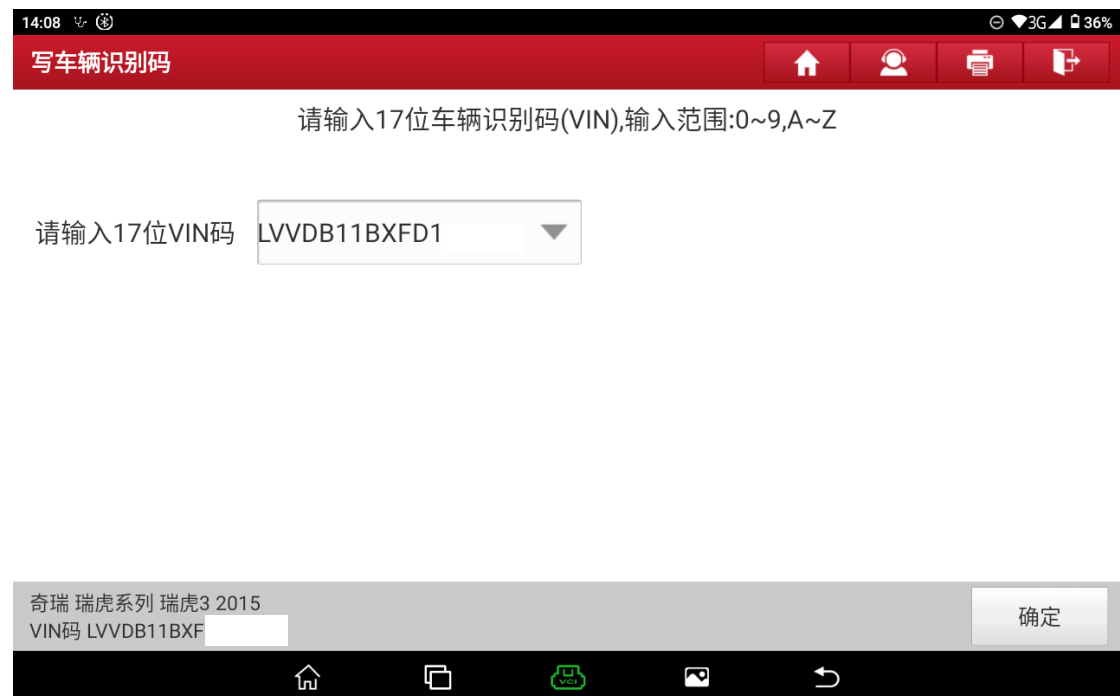 14:08 3G 36%
写车辆识别码
请输入17位车辆识别码(VIN),输入范围:0~9,A~Z
请输入17位VIN码 LVVDB11BXFD1
奇瑞 瑞虎系列 瑞虎3 2015
VIN码 LVVDB11BXF
确定
VCI